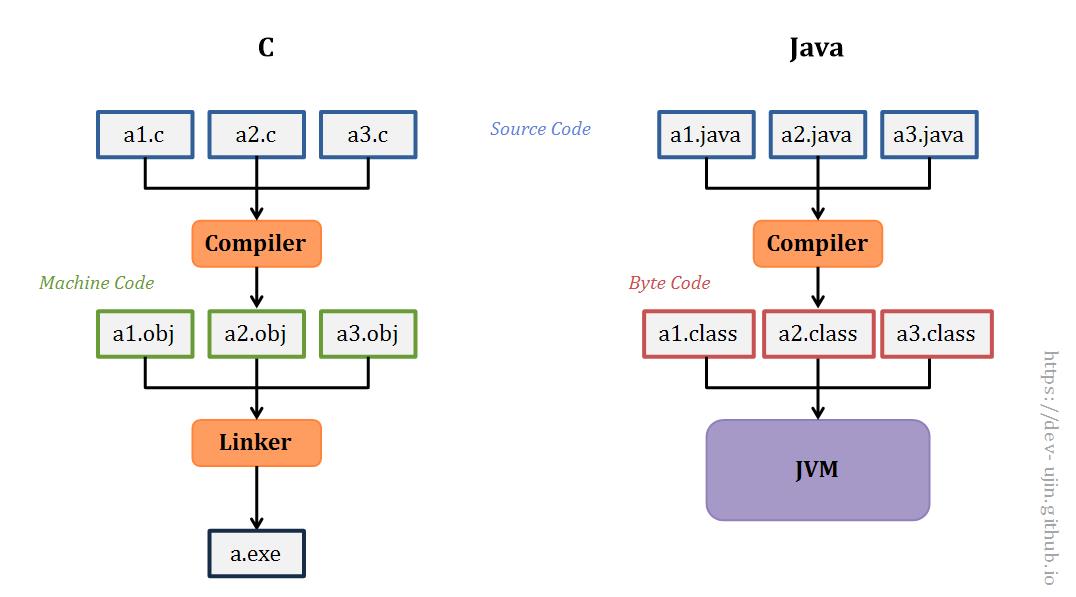 C
Java
a1.c
a2.c
a3.c
Source Code
a1.java
a2.java
a3.java
Compiler
Compiler
Machine Code
Byte Code
a1.obj
a2.obj
a3.obj
a1.class
a2.class
a3.class
Linker
JVM
a.exe
https://dev- ujin.github.io